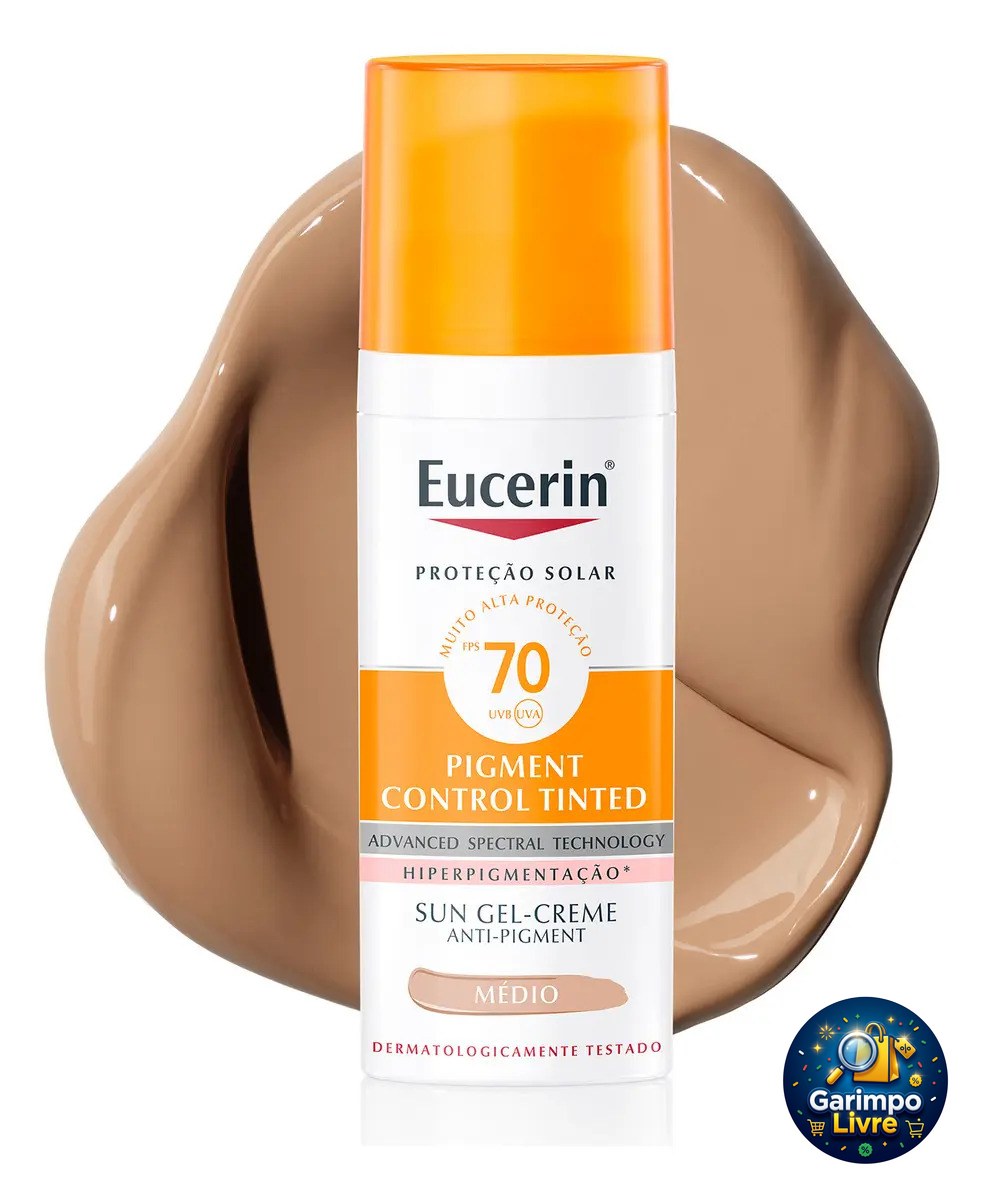 Eucerin®
PROTEÇÃO SOLAR
MUITO ALTA PROTEÇÃO
FPS 70
UVB UVA
PIGMENT
CONTROL TINTED
ADVANCED SPECTRAL TECHNOLOGY
HIPERPIGMENTAÇÃO*
SUN GEL-CREME
ANTI-PIGMENT
MÉDIO
DERMATOLOGICAMENTE TESTADO
%
%
Garimpo
Livre
%